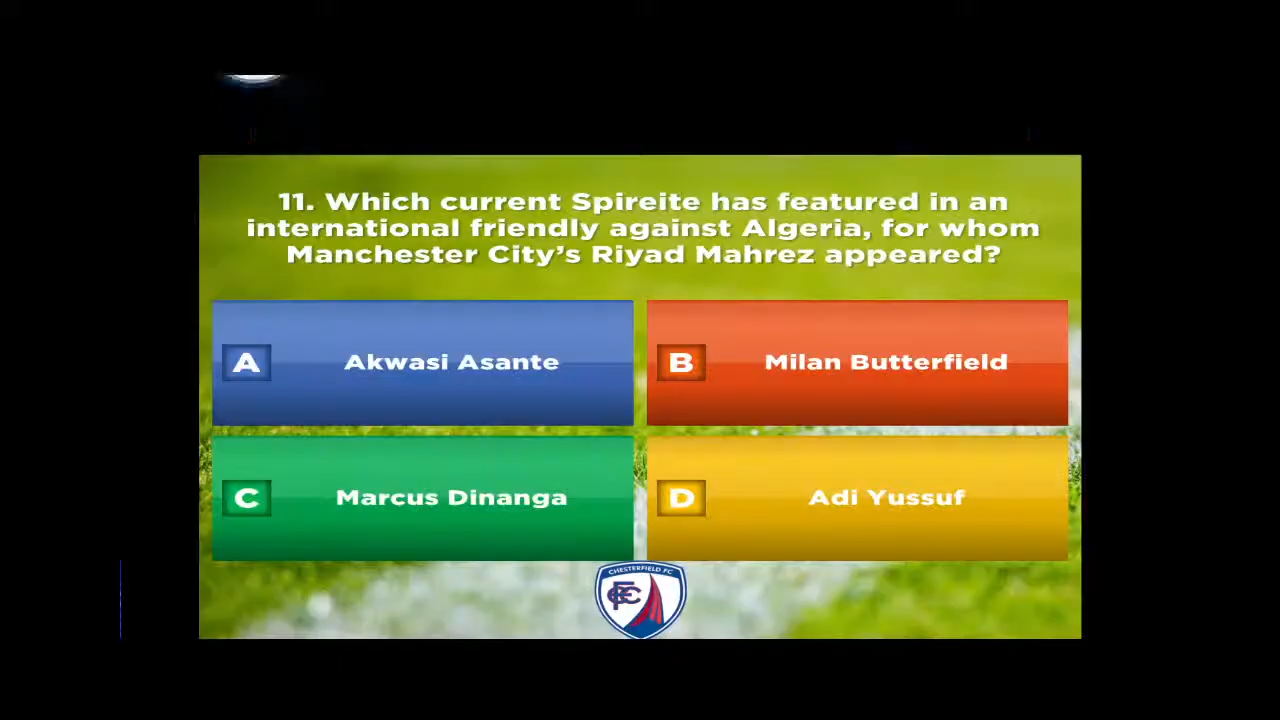 11. Which current Spireite has featured in an
international friendly against Algeria, for whom
Manchester City’s Riyad Mahrez appeared?
A Akwasi Asante
B Milan Butterfield
C Marcus Dinanga
D Adi Yussuf
CHESTERFIELD FC